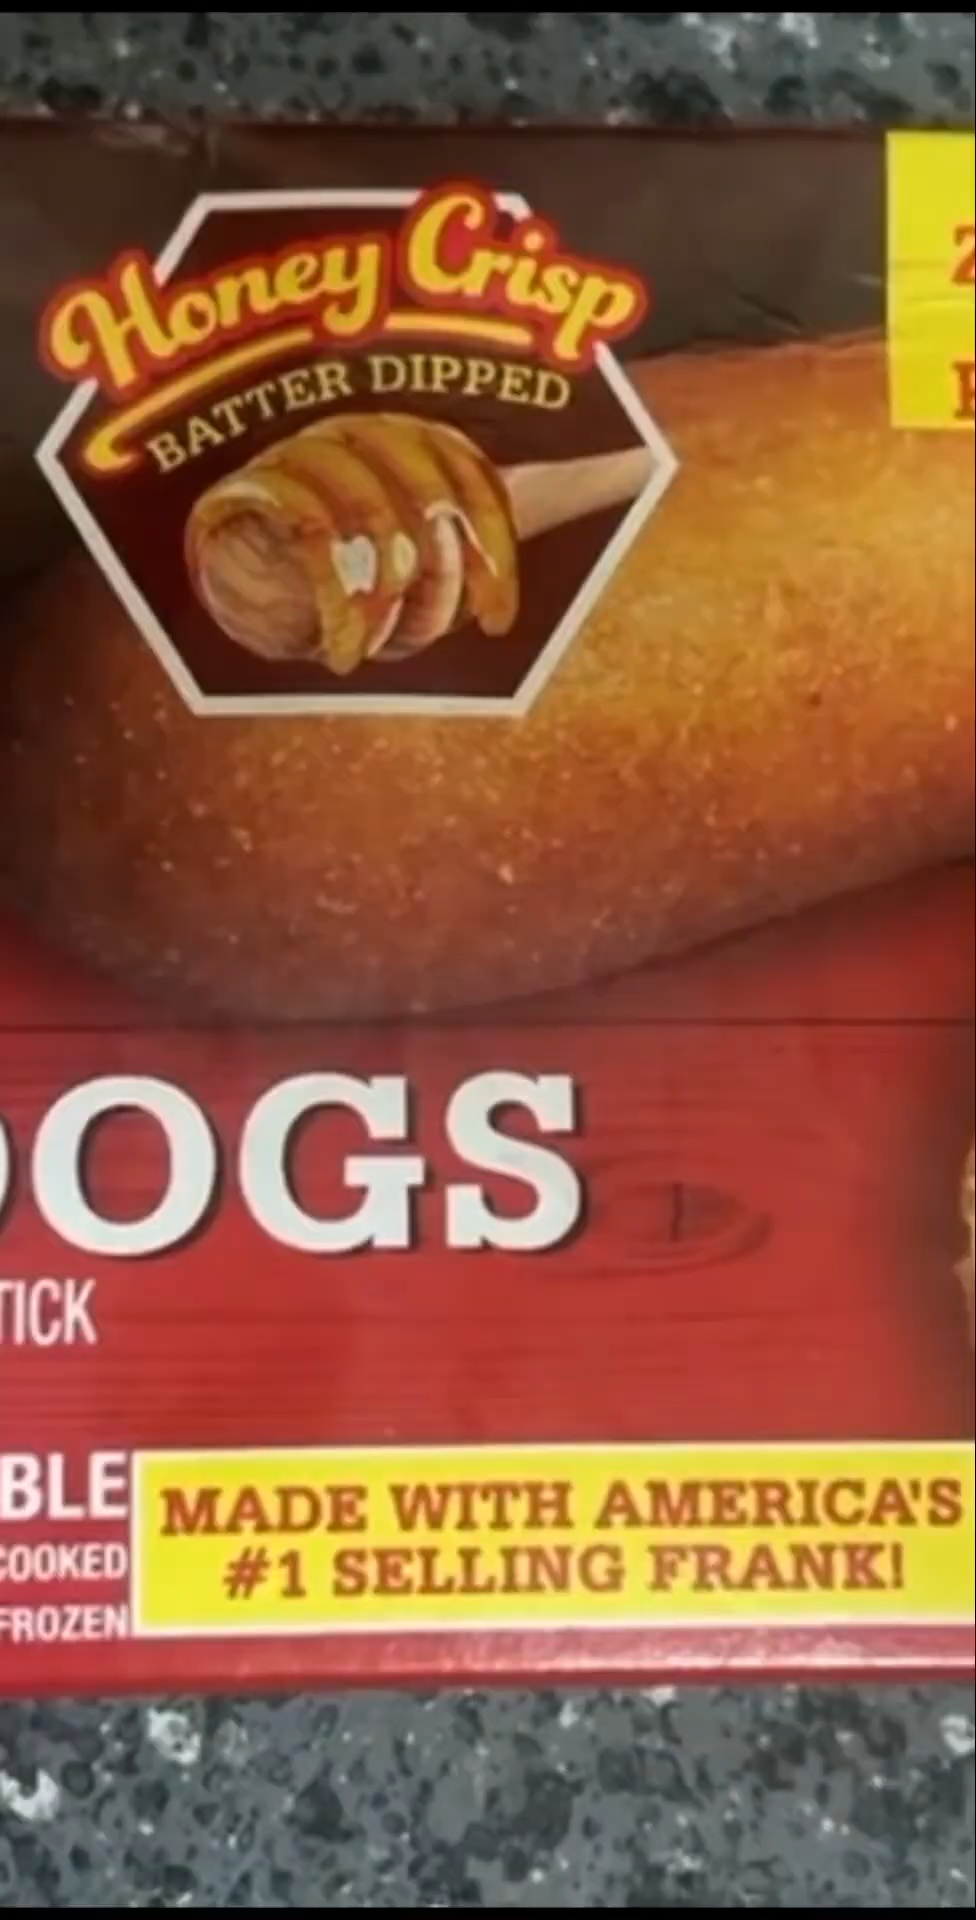 Honey Crisp
BATTER DIPPED
OGS
TICK
BLE
COOKED
FROZEN
MADE WITH AMERICA'S
#1 SELLING FRANK!